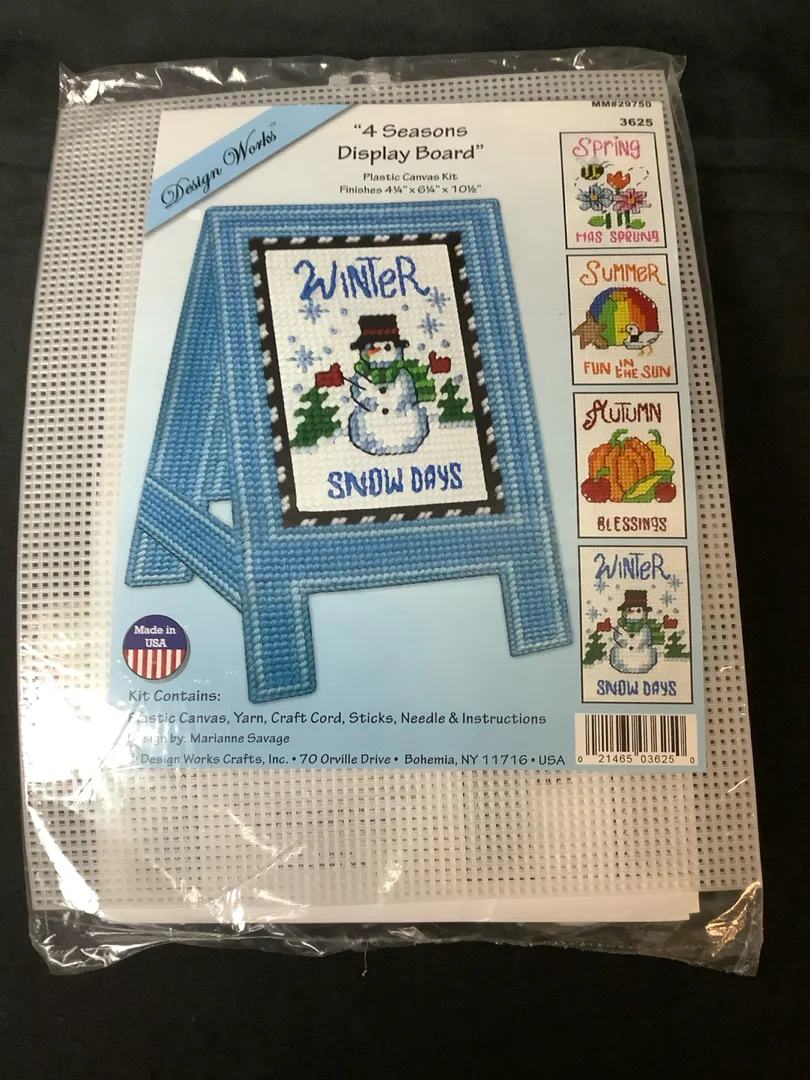 Design Works™
"4 Seasons
Display Board"
Plastic Canvas Kit
Finishes 4¼" x 6¼" x 10½"
MM#29750
3625
WINTER
SNOW DAYS
SPRING
HAS SPRUNG
SUMMER
FUN IN THE SUN
AUTUMN
BLESSINGS
WINTER
SNOW DAYS
Made in
USA
Kit Contains:
Plastic Canvas, Yarn, Craft Cord, Sticks, Needle & Instructions
Design by: Marianne Savage
© Design Works Crafts, Inc. • 70 Orville Drive • Bohemia, NY 11716 • USA
0 21465 03625 0